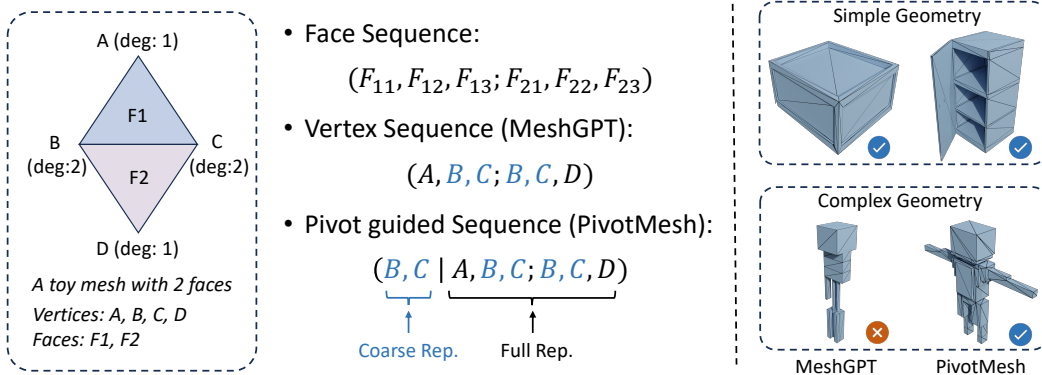 A (deg: 1)
F1
B
(deg:2)
C
(deg:2)
F2
D (deg: 1)
A toy mesh with 2 faces
Vertices: A, B, C, D
Faces: F1, F2
• Face Sequence:
(F₁₁, F₁₂, F₁₃; F₂₁, F₂₂, F₂₃)
• Vertex Sequence (MeshGPT):
(A, B, C; B, C, D)
• Pivot guided Sequence (PivotMesh):
(B, C | A, B, C; B, C, D)
Coarse Rep.
Full Rep.
Simple Geometry
Complex Geometry
MeshGPT
PivotMesh